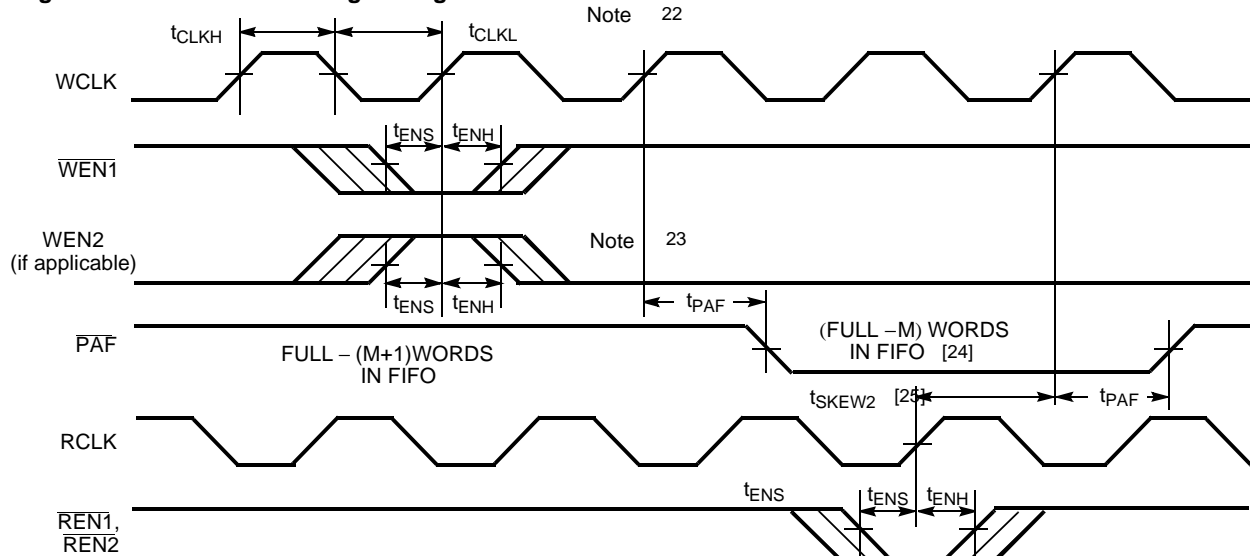 Note 22
tCLKH
tCLKL
WCLK
tENS
tENH
WEN1
WEN2
(if applicable)
Note 23
tENS
tENH
tPAF
PAF
FULL – (M+1)WORDS
IN FIFO
(FULL –M) WORDS
IN FIFO [24]
tSKEW2 [25]
tPAF
RCLK
tENS
tENS
tENH
REN1,
REN2